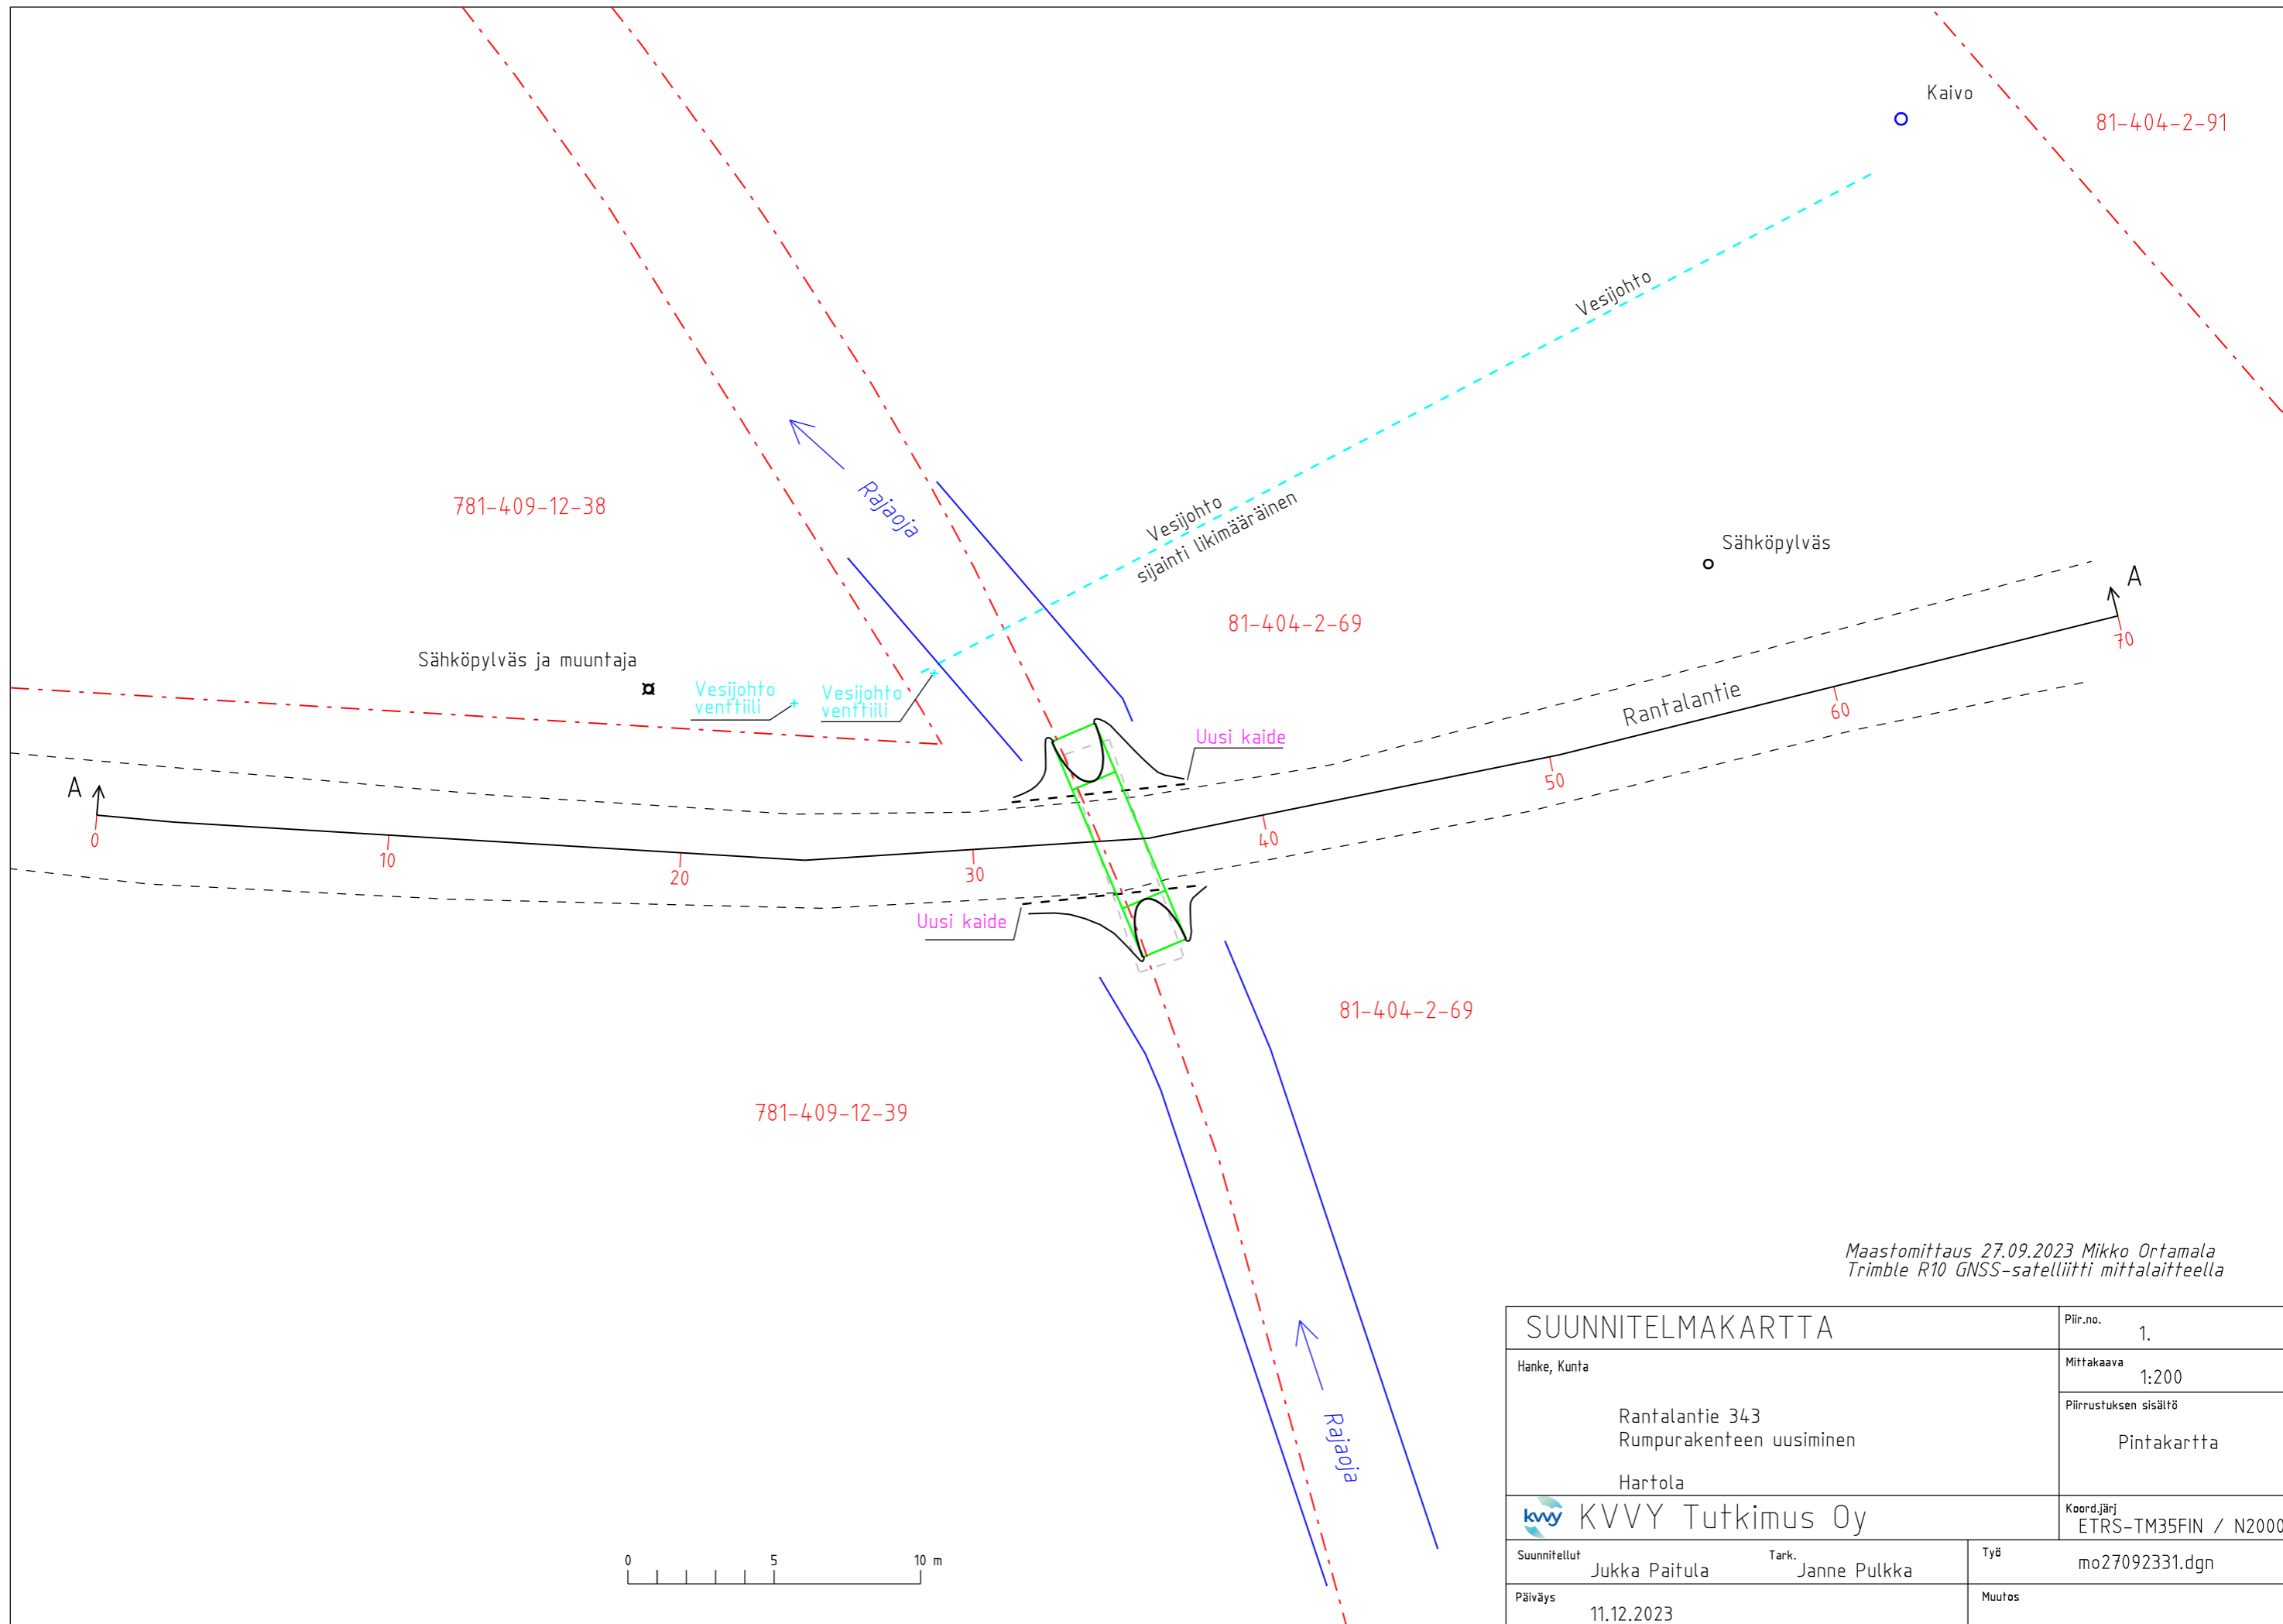 Kaivo
81-404-2-91
Vesijohto
781-409-12-38
Rajaoja
Vesijohto
sijainti likimääräinen
Sähköpylväs
A
70
81-404-2-69
Sähköpylväs ja muuntaja
Vesijohto
venttiili
Vesijohto
venttiili
Rantalantie
60
Uusi kaide
50
A
0
10
20
30
40
Uusi kaide
81-404-2-69
781-409-12-39
Rajaoja
Maastomittaus 27.09.2023 Mikko Ortamala
Trimble R10 GNSS-satelliitti mittalaitteella
0 5 10 m
SUUNNITELMAKARTTA
Piir.no.
1.
Hanke, Kunta
Mittakaava
1:200
Rantalantie 343
Rumpurakenteen uusiminen
Hartola
Piirrustuksen sisältö
Pintakartta
kvvy KVVY Tutkimus Oy
Koord.järj
ETRS-TM35FIN / N2000
Suunnitellut
Jukka Paitula
Tark.
Janne Pulkka
Työ
mo27092331.dgn
Päiväys
11.12.2023
Muutos